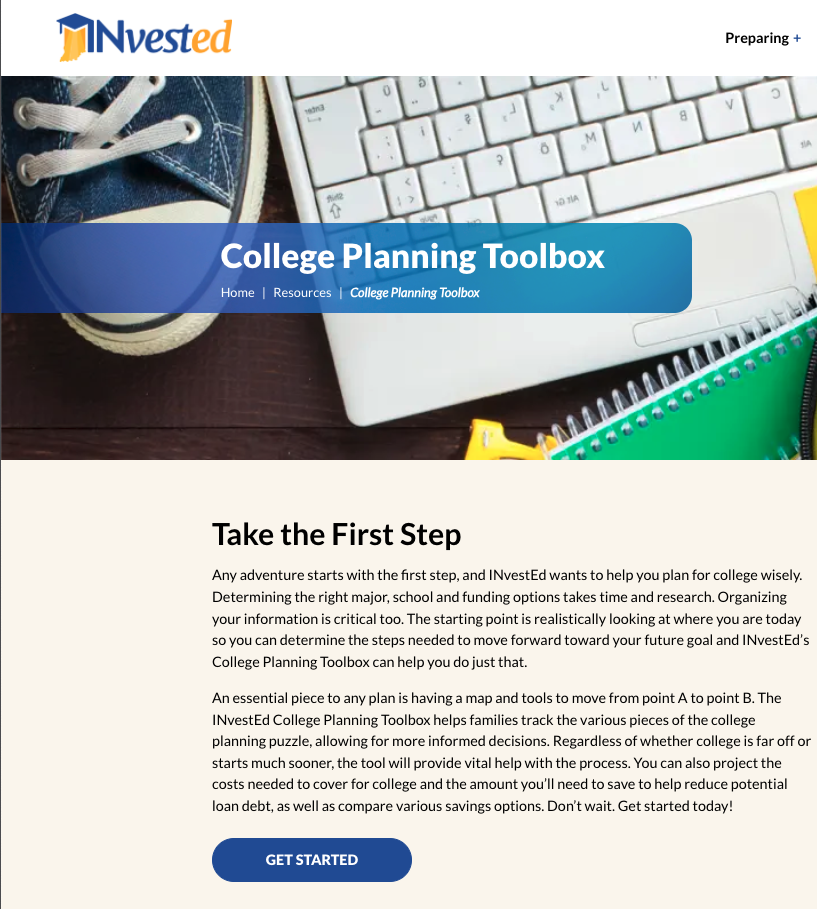 INvested
Preparing +
Enter
Shift
Alt Gr
Alt
College Planning Toolbox
Home | Resources | College Planning Toolbox
Take the First Step
Any adventure starts with the first step, and INvestEd wants to help you plan for college wisely.
Determining the right major, school and funding options takes time and research. Organizing
your information is critical too. The starting point is realistically looking at where you are today
so you can determine the steps needed to move forward toward your future goal and INvestEd’s
College Planning Toolbox can help you do just that.
An essential piece to any plan is having a map and tools to move from point A to point B. The
INvestEd College Planning Toolbox helps families track the various pieces of the college
planning puzzle, allowing for more informed decisions. Regardless of whether college is far off or
starts much sooner, the tool will provide vital help with the process. You can also project the
costs needed to cover for college and the amount you’ll need to save to help reduce potential
loan debt, as well as compare various savings options. Don’t wait. Get started today!
GET STARTED